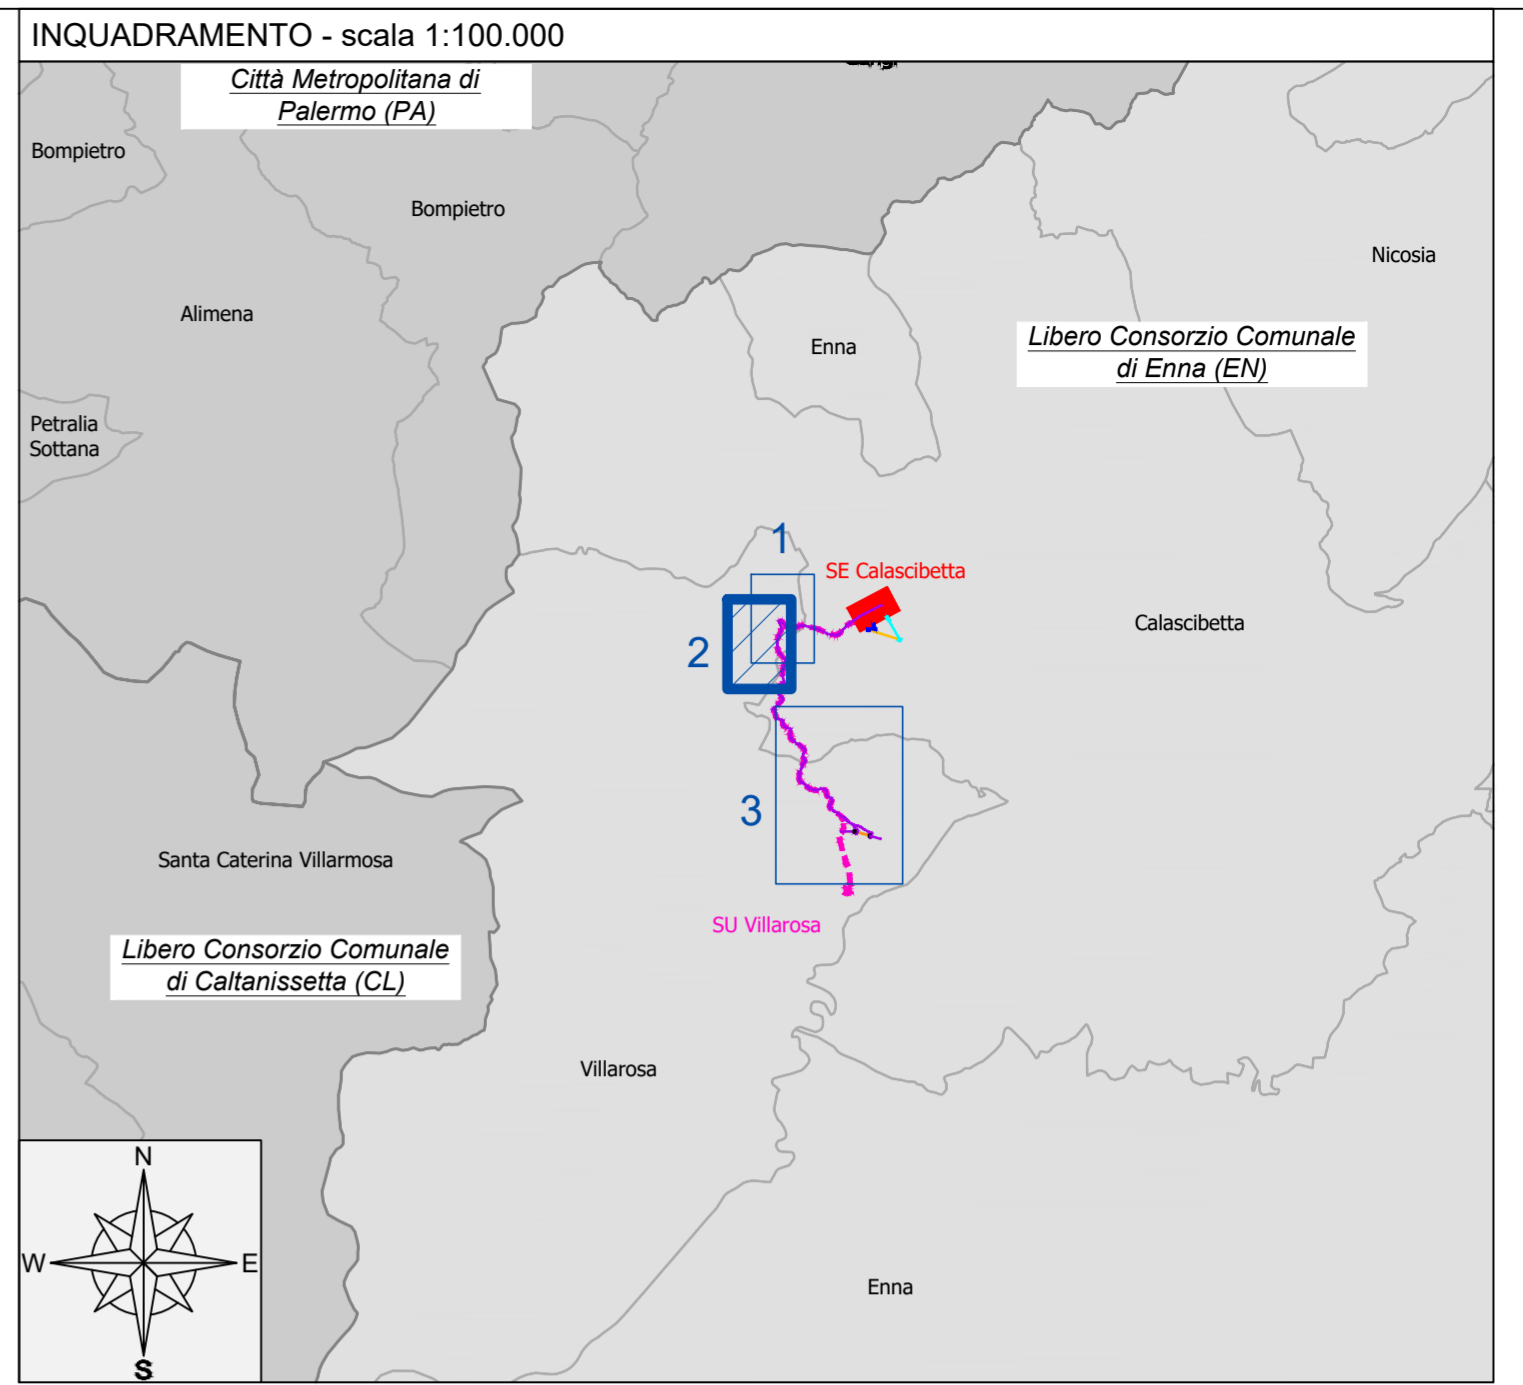 INQUADRAMENTO - scala 1:100.000
Città Metropolitana di
Palermo (PA)
Bompietro
Bompietro
Nicosia
Alimena
Enna
Libero Consorzio Comunale
di Enna (EN)
Petralia
Sottana
1
SE Calascibetta
Calascibetta
2
3
Santa Caterina Villarmosa
SU Villarosa
Libero Consorzio Comunale
di Caltanissetta (CL)
Villarosa
N
W
E
S
Enna